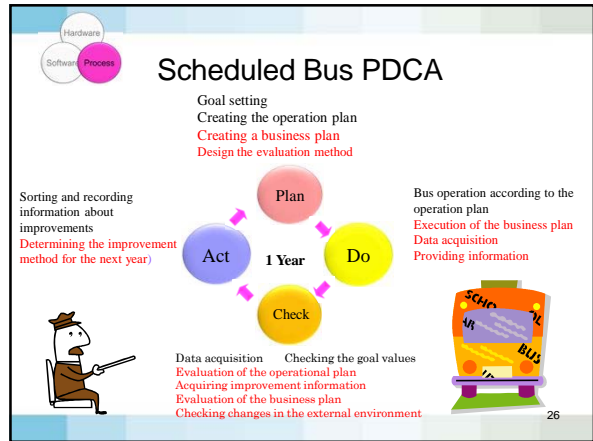 Hardware
Software
Process
Scheduled Bus PDCA
Goal setting
Creating the operation plan
Creating a business plan
Design the evaluation method
Plan
Sorting and recording
information about
improvements
Determining the improvement
method for the next year)
Act
1 Year
Do
Bus operation according to the
operation plan
Execution of the business plan
Data acquisition
Providing information
Check
Data acquisition Checking the goal values
Evaluation of the operational plan
Acquiring improvement information
Evaluation of the business plan
Checking changes in the external environment
SCHO OL
BUS
26